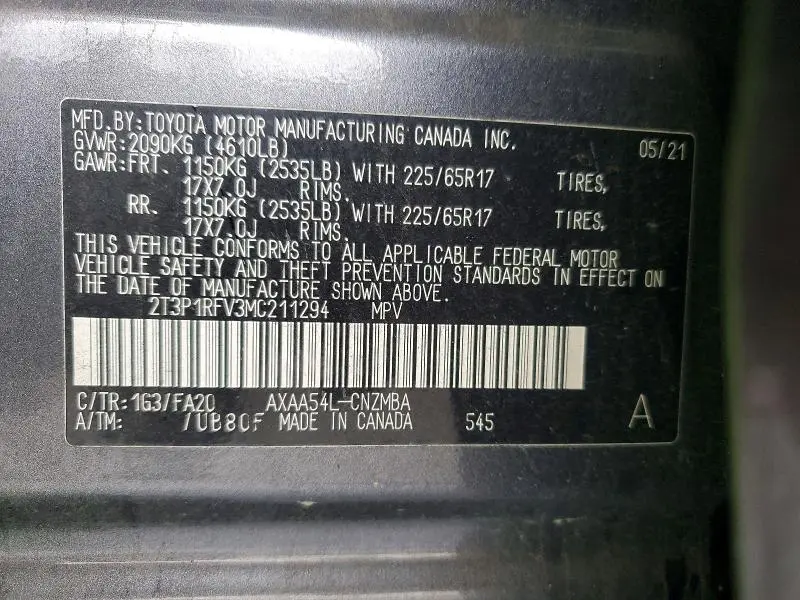 MFD.BY:TOYOTA MOTOR MANUFACTURING CANADA INC.
05/21
GVWR:2090KG (4610LB)
GAWR:FRT. 1150KG (2535LB) WITH 225/65R17 TIRES,
17X7.0J RIMS.
RR. 1150KG (2535LB) WITH 225/65R17 TIRES,
17X7.0J RIMS.
THIS VEHICLE CONFORMS TO ALL APPLICABLE FEDERAL MOTOR
VEHICLE SAFETY AND THEFT PREVENTION STANDARDS IN EFFECT ON
THE DATE OF MANUFACTURE SHOWN ABOVE.
2T3P1RFV3MC211294 MPV
C/TR:1G3/FA20 AXAA54L-CNZMBA
A/TM: /UB80F MADE IN CANADA 545 A